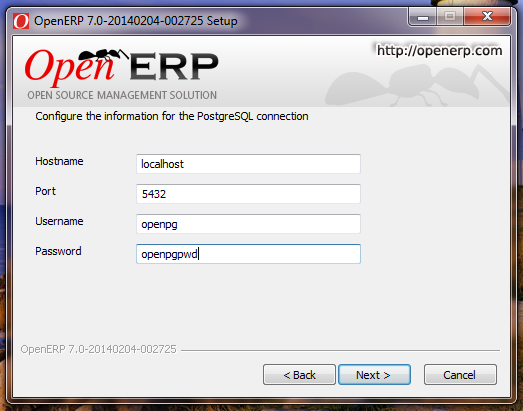 OpenERP 7.0-20140204-002725 Setup
http://openerp.com
Open ERP
OPEN SOURCE MANAGEMENT SOLUTION
Configure the information for the PostgreSQL connection
Hostname localhost
Port 5432
Username openpg
Password openpgpwd
OpenERP 7.0-20140204-002725
< Back Next > Cancel